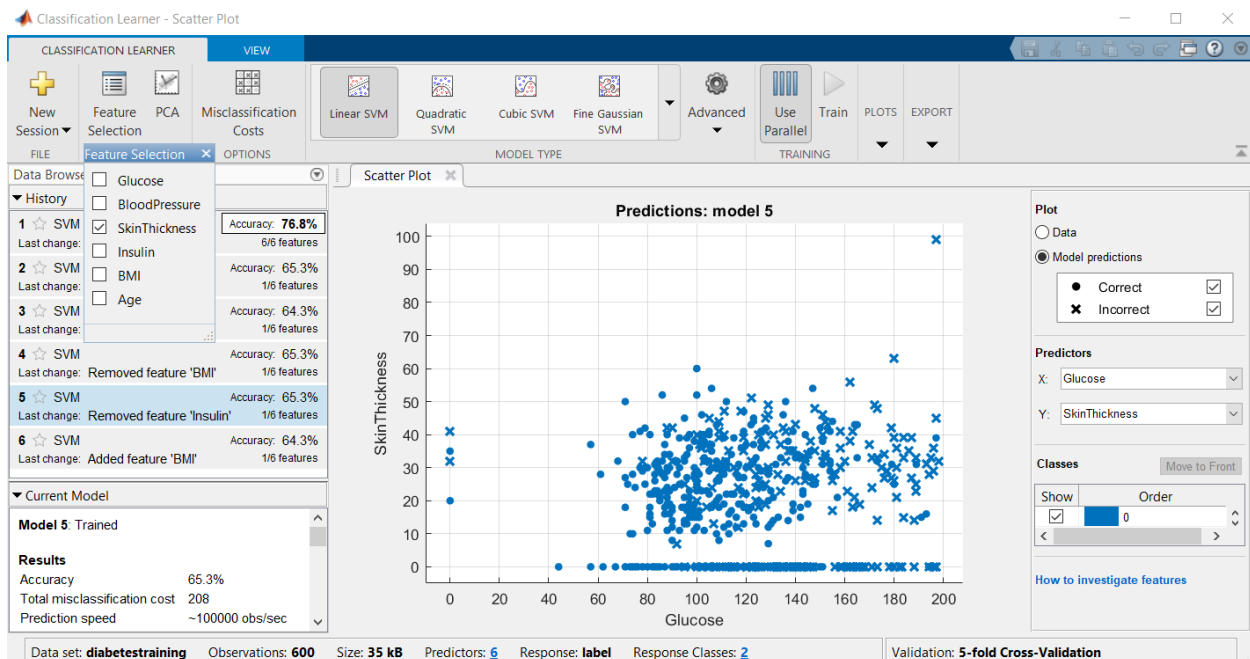 Classification Learner - Scatter Plot
CLASSIFICATION LEARNER VIEW
New Session
Feature Selection
PCA
Misclassification Costs
Linear SVM
Quadratic SVM
Cubic SVM
Fine Gaussian SVM
Advanced
Use Parallel
Train
PLOTS
EXPORT
FILE
OPTIONS
MODEL TYPE
TRAINING
Feature Selection
Glucose
BloodPressure
SkinThickness
Insulin
BMI
Age
Data Browse
History
1 SVM Accuracy: 76.8%
Last change: 6/6 features
2 SVM Accuracy: 65.3%
Last change: 1/6 features
3 SVM Accuracy: 64.3%
Last change: 1/6 features
4 SVM Accuracy: 65.3%
Last change: Removed feature 'BMI' 1/6 features
5 SVM Accuracy: 65.3%
Last change: Removed feature 'Insulin' 1/6 features
6 SVM Accuracy: 64.3%
Last change: Added feature 'BMI' 1/6 features
Current Model
Model 5: Trained
Results
Accuracy 65.3%
Total misclassification cost 208
Prediction speed ~100000 obs/sec
Scatter Plot
Predictions: model 5
100
90
80
70
60
50
40
30
20
10
0
SkinThickness
0 20 40 60 80 100 120 140 160 180 200
Glucose
Plot
Data
Model predictions
Correct
Incorrect
Predictors
X: Glucose
Y: SkinThickness
Classes
Move to Front
Show Order
0
How to investigate features
Data set: diabetestraining Observations: 600 Size: 35 kB Predictors: 6 Response: label Response Classes: 2 Validation: 5-fold Cross-Validation